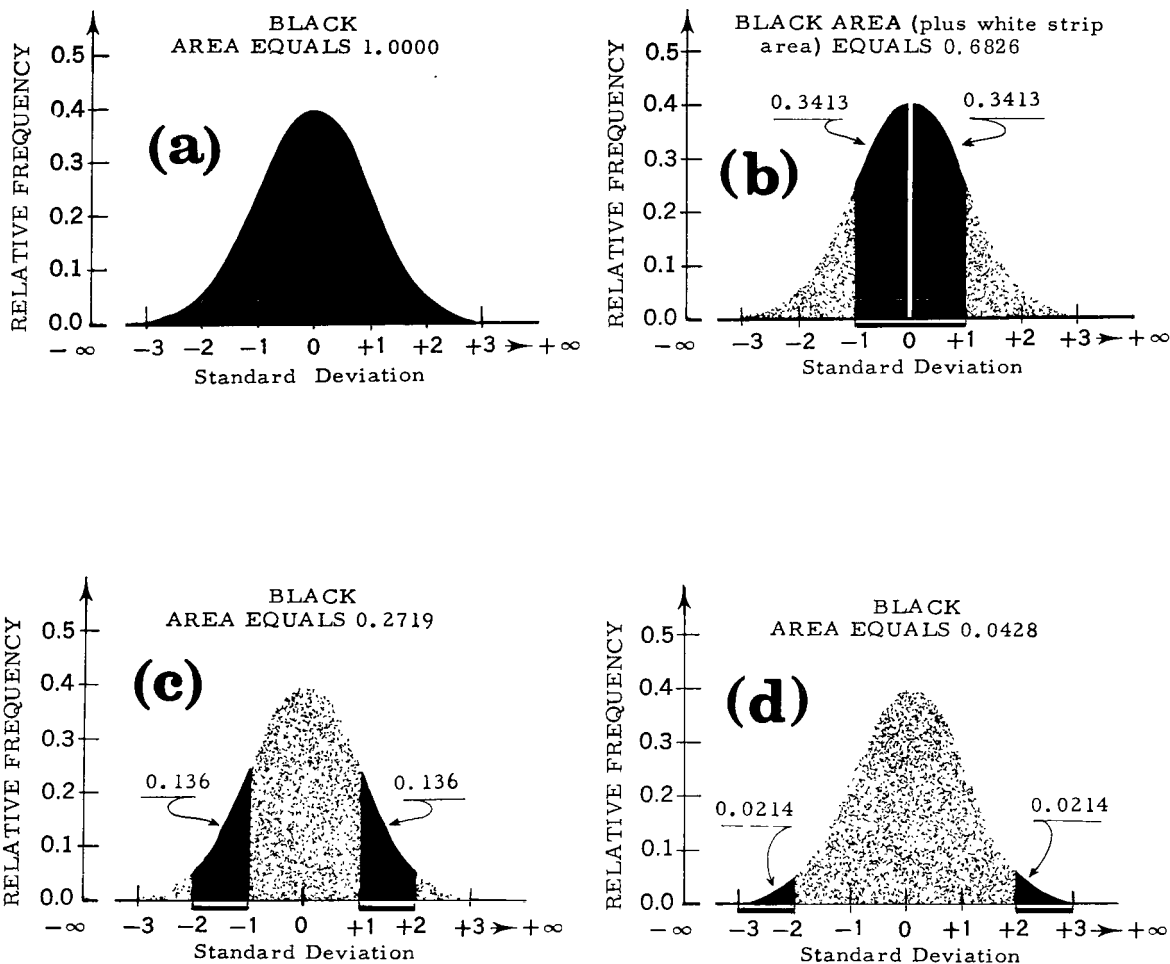 BLACK
AREA EQUALS 1.0000
RELATIVE FREQUENCY
0.5
0.4
0.3
0.2
0.1
0.0
(a)
−∞ −3 −2 −1 0 +1 +2 +3 +∞
Standard Deviation
BLACK AREA (plus white strip
area) EQUALS 0.6826
RELATIVE FREQUENCY
0.5
0.4
0.3
0.2
0.1
0.0
0.3413 0.3413
(b)
−∞ −3 −2 −1 0 +1 +2 +3 +∞
Standard Deviation
BLACK
AREA EQUALS 0.2719
RELATIVE FREQUENCY
0.5
0.4
0.3
0.2
0.1
0.0
(c)
0.136 0.136
−∞ −3 −2 −1 0 +1 +2 +3 +∞
Standard Deviation
BLACK
AREA EQUALS 0.0428
RELATIVE FREQUENCY
0.5
0.4
0.3
0.2
0.1
0.0
(d)
0.0214 0.0214
−∞ −3 −2 −1 0 +1 +2 +3 +∞
Standard Deviation